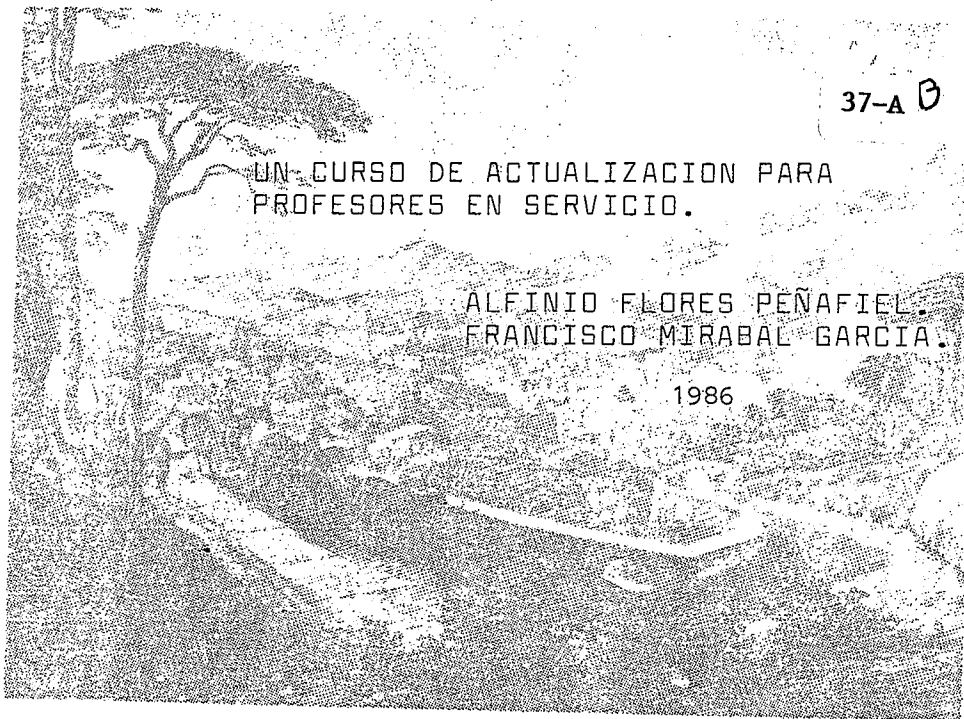 37-A B
UN CURSO DE ACTUALIZACION PARA
PROFESORES EN SERVICIO.
ALFINIO FLORES PEÑAFIEL.
FRANCISCO MIRABAL GARCIA.
1986